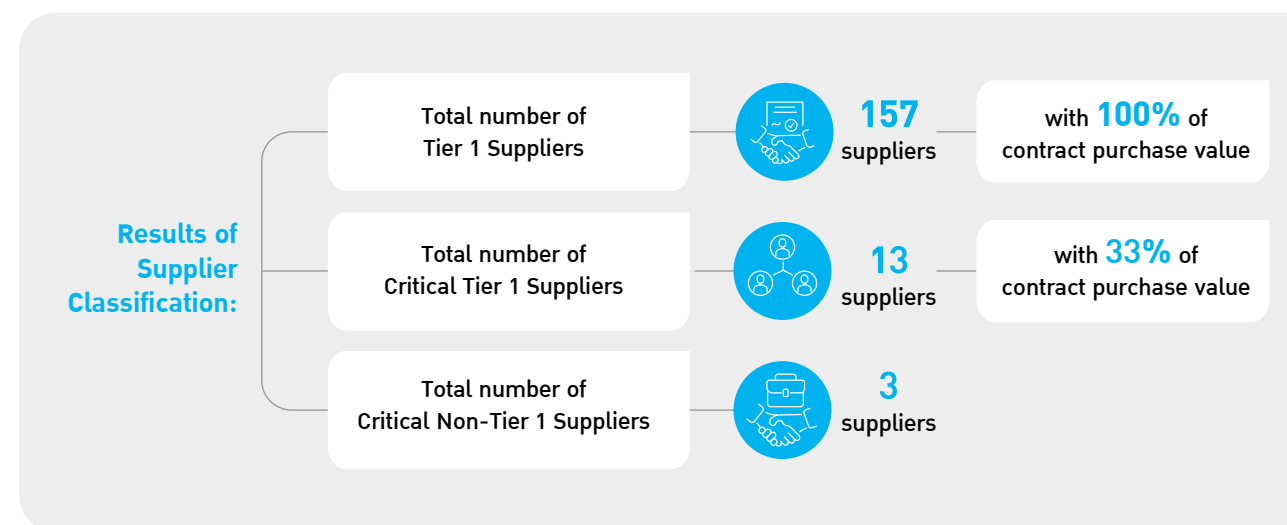 Results of
Supplier
Classification:
Total number of
Tier 1 Suppliers
157
suppliers
with 100% of
contract purchase value
Total number of
Critical Tier 1 Suppliers
13
suppliers
with 33% of
contract purchase value
Total number of
Critical Non-Tier 1 Suppliers
3
suppliers